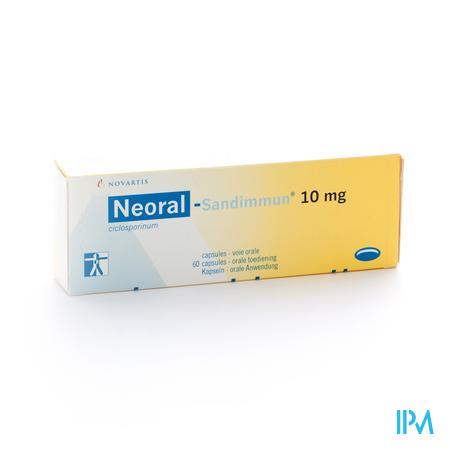 NOVARTIS
Neoral-Sandimmun® 10 mg
ciclosporinum
capsules - voie orale
60 capsules - orale toediening
Kapseln - orale Anwendung
IPM